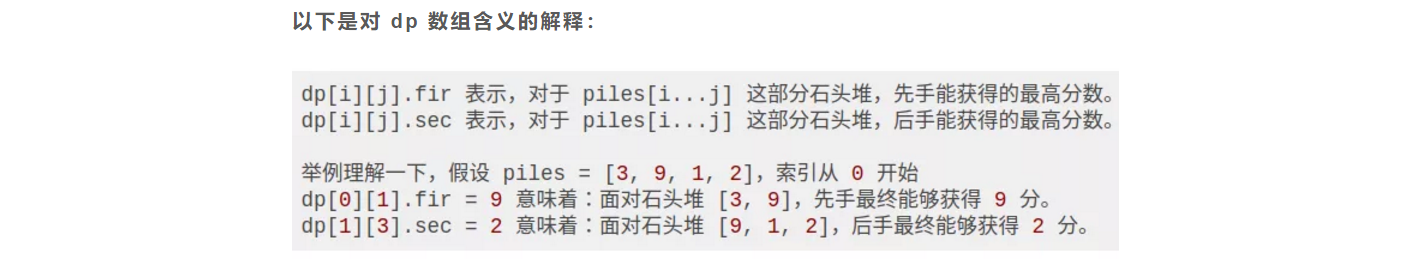 以下是对 dp 数组含义的解释：
dp[i][j].fir 表示，对于 piles[i...j] 这部分石头堆，先手能获得的最高分数。
dp[i][j].sec 表示，对于 piles[i...j] 这部分石头堆，后手能获得的最高分数。
举例理解一下，假设 piles = [3, 9, 1, 2]，索引从 0 开始
dp[0][1].fir = 9 意味着：面对石头堆 [3, 9]，先手最终能够获得 9 分。
dp[1][3].sec = 2 意味着：面对石头堆 [9, 1, 2]，后手最终能够获得 2 分。